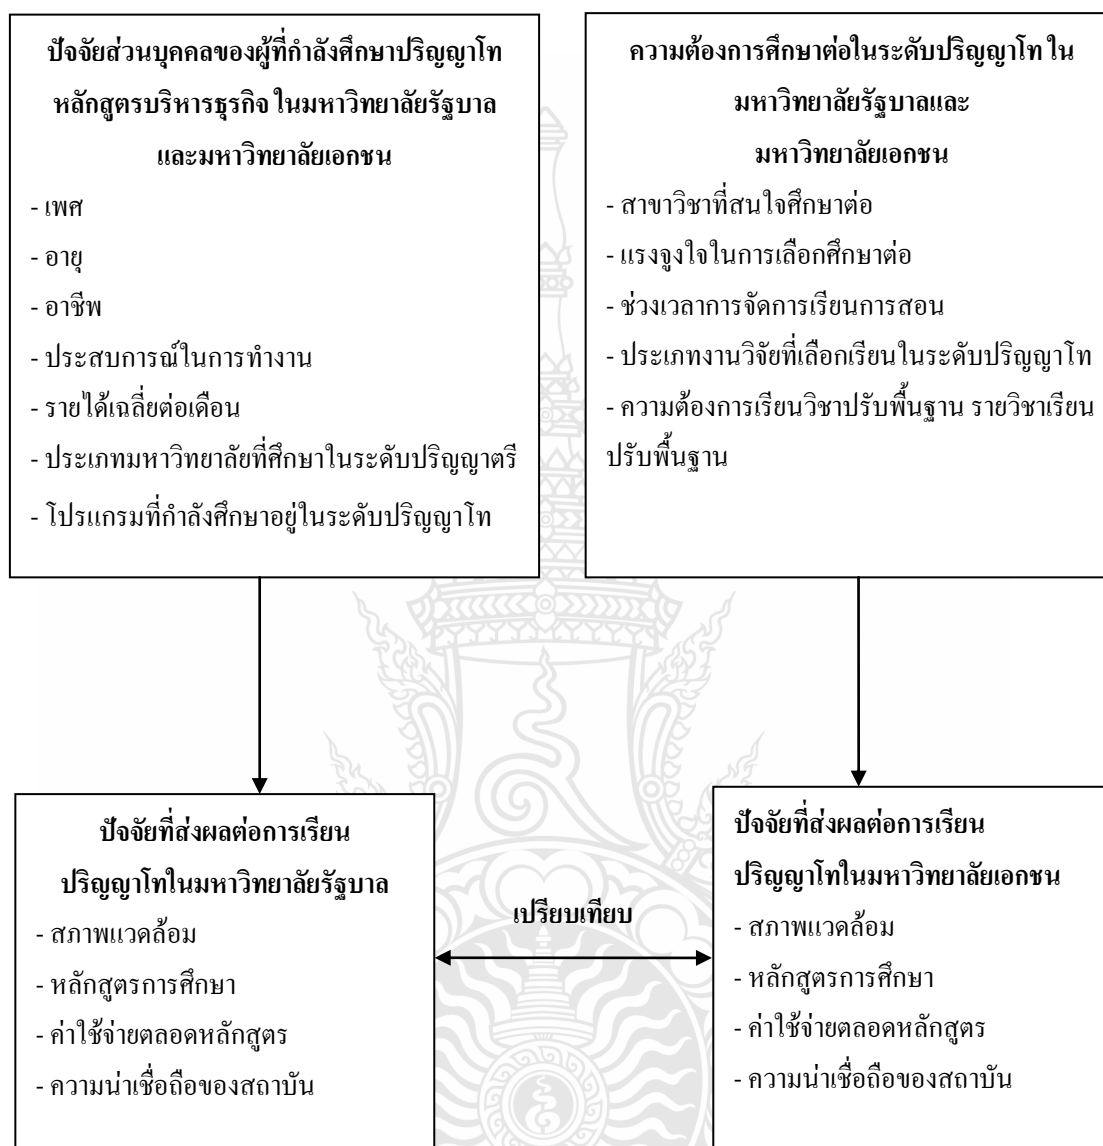 ปัจจัยส่วนบุคคลของผู้ที่กำลังศึกษาปริญญาโท
หลักสูตรบริหารธุรกิจ ในมหาวิทยาลัยรัฐบาล
และมหาวิทยาลัยเอกชน
- เพศ
- อายุ
- อาชีพ
- ประสบการณ์ในการทำงาน
- รายได้เฉลี่ยต่อเดือน
- ประเภทมหาวิทยาลัยที่ศึกษาในระดับปริญญาตรี
- โปรแกรมที่กำลังศึกษาอยู่ในระดับปริญญาโท
ความต้องการศึกษาต่อในระดับปริญญาโท ใน
มหาวิทยาลัยรัฐบาลและ
มหาวิทยาลัยเอกชน
- สาขาวิชาที่สนใจศึกษาต่อ
- แรงจูงใจในการเลือกศึกษาต่อ
- ช่วงเวลาการจัดการเรียนการสอน
- ประเภทงานวิจัยที่เลือกเรียนในระดับปริญญาโท
- ความต้องการเรียนวิชาปรับพื้นฐาน รายวิชาเรียน
ปรับพื้นฐาน
ปัจจัยที่ส่งผลต่อการเรียน
ปริญญาโทในมหาวิทยาลัยรัฐบาล
- สภาพแวดล้อม
- หลักสูตรการศึกษา
- ค่าใช้จ่ายตลอดหลักสูตร
- ความน่าเชื่อถือของสถาบัน
เปรียบเทียบ
ปัจจัยที่ส่งผลต่อการเรียน
ปริญญาโทในมหาวิทยาลัยเอกชน
- สภาพแวดล้อม
- หลักสูตรการศึกษา
- ค่าใช้จ่ายตลอดหลักสูตร
- ความน่าเชื่อถือของสถาบัน